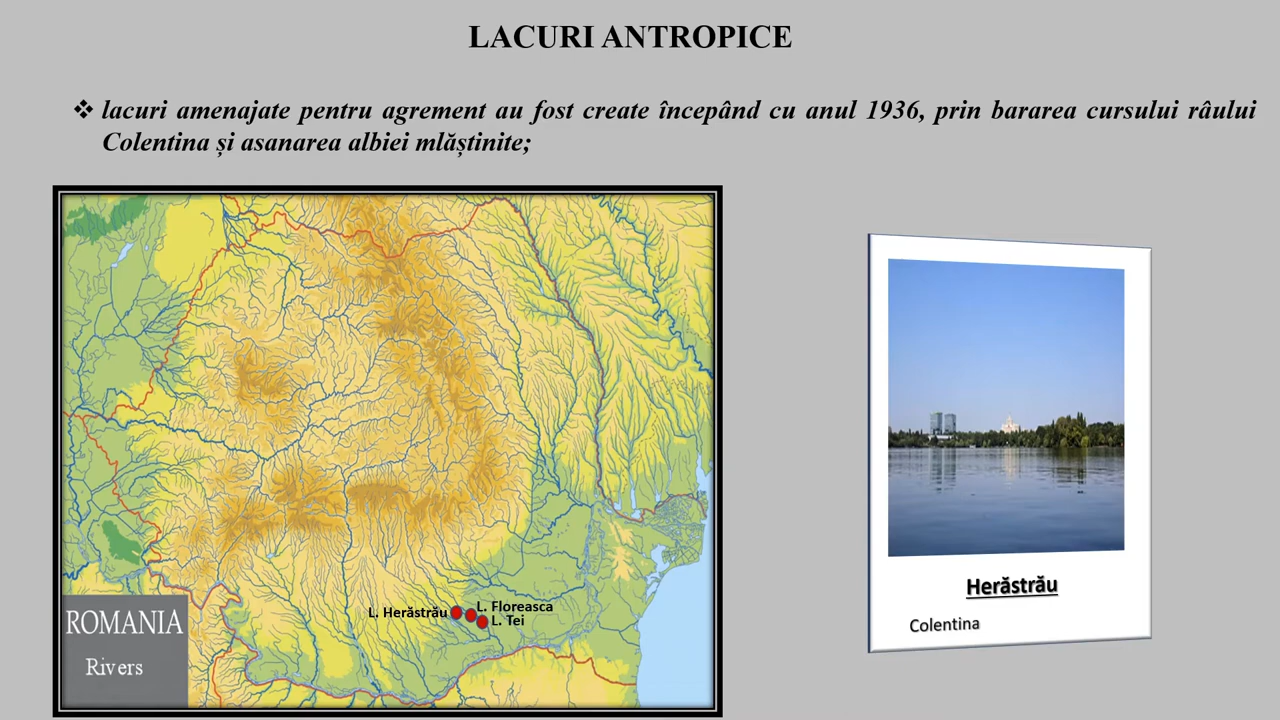 LACURI ANTROPICE
❖ lacuri amenajate pentru agrement au fost create începând cu anul 1936, prin bararea cursului râului
Colentina și asanarea albiei mlăștinite;
L. Herăstrău
L. Floreasca
L. Tei
ROMANIA
Rivers
Herăstrău
Colentina